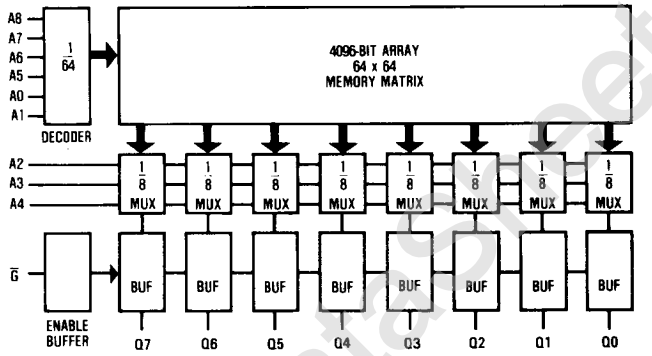 A8
A7
A6
A5
A0
A1
1
64
DECODER
4096-BIT ARRAY
64 x 64
MEMORY MATRIX
A2
A3
A4
1 1 1 1 1 1 1 1
8 8 8 8 8 8 8 8
MUX MUX MUX MUX MUX MUX MUX MUX
G̅
BUF BUF BUF BUF BUF BUF BUF BUF
ENABLE
BUFFER
Q7 Q6 Q5 Q4 Q3 Q2 Q1 Q0